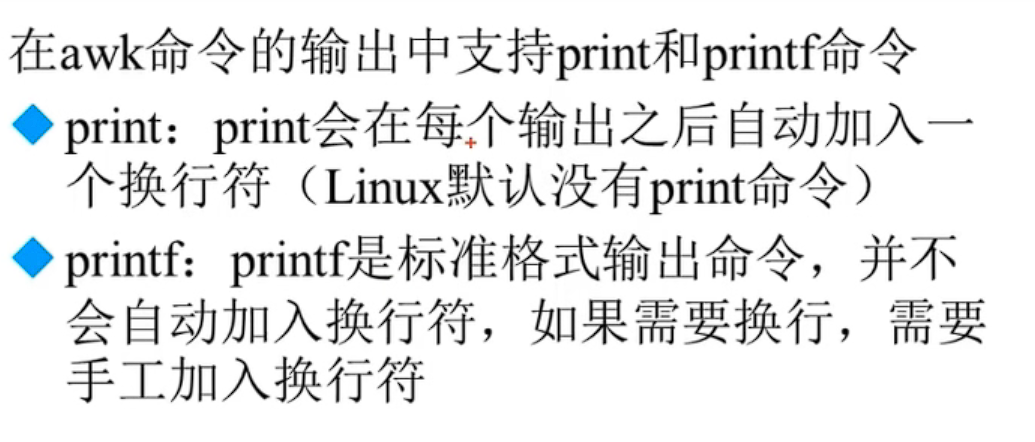 在awk命令的输出中支持print和printf命令
print：print会在每个输出之后自动加入一
个换行符（Linux默认没有print命令）
printf：printf是标准格式输出命令，并不
会自动加入换行符，如果需要换行，需要
手工加入换行符